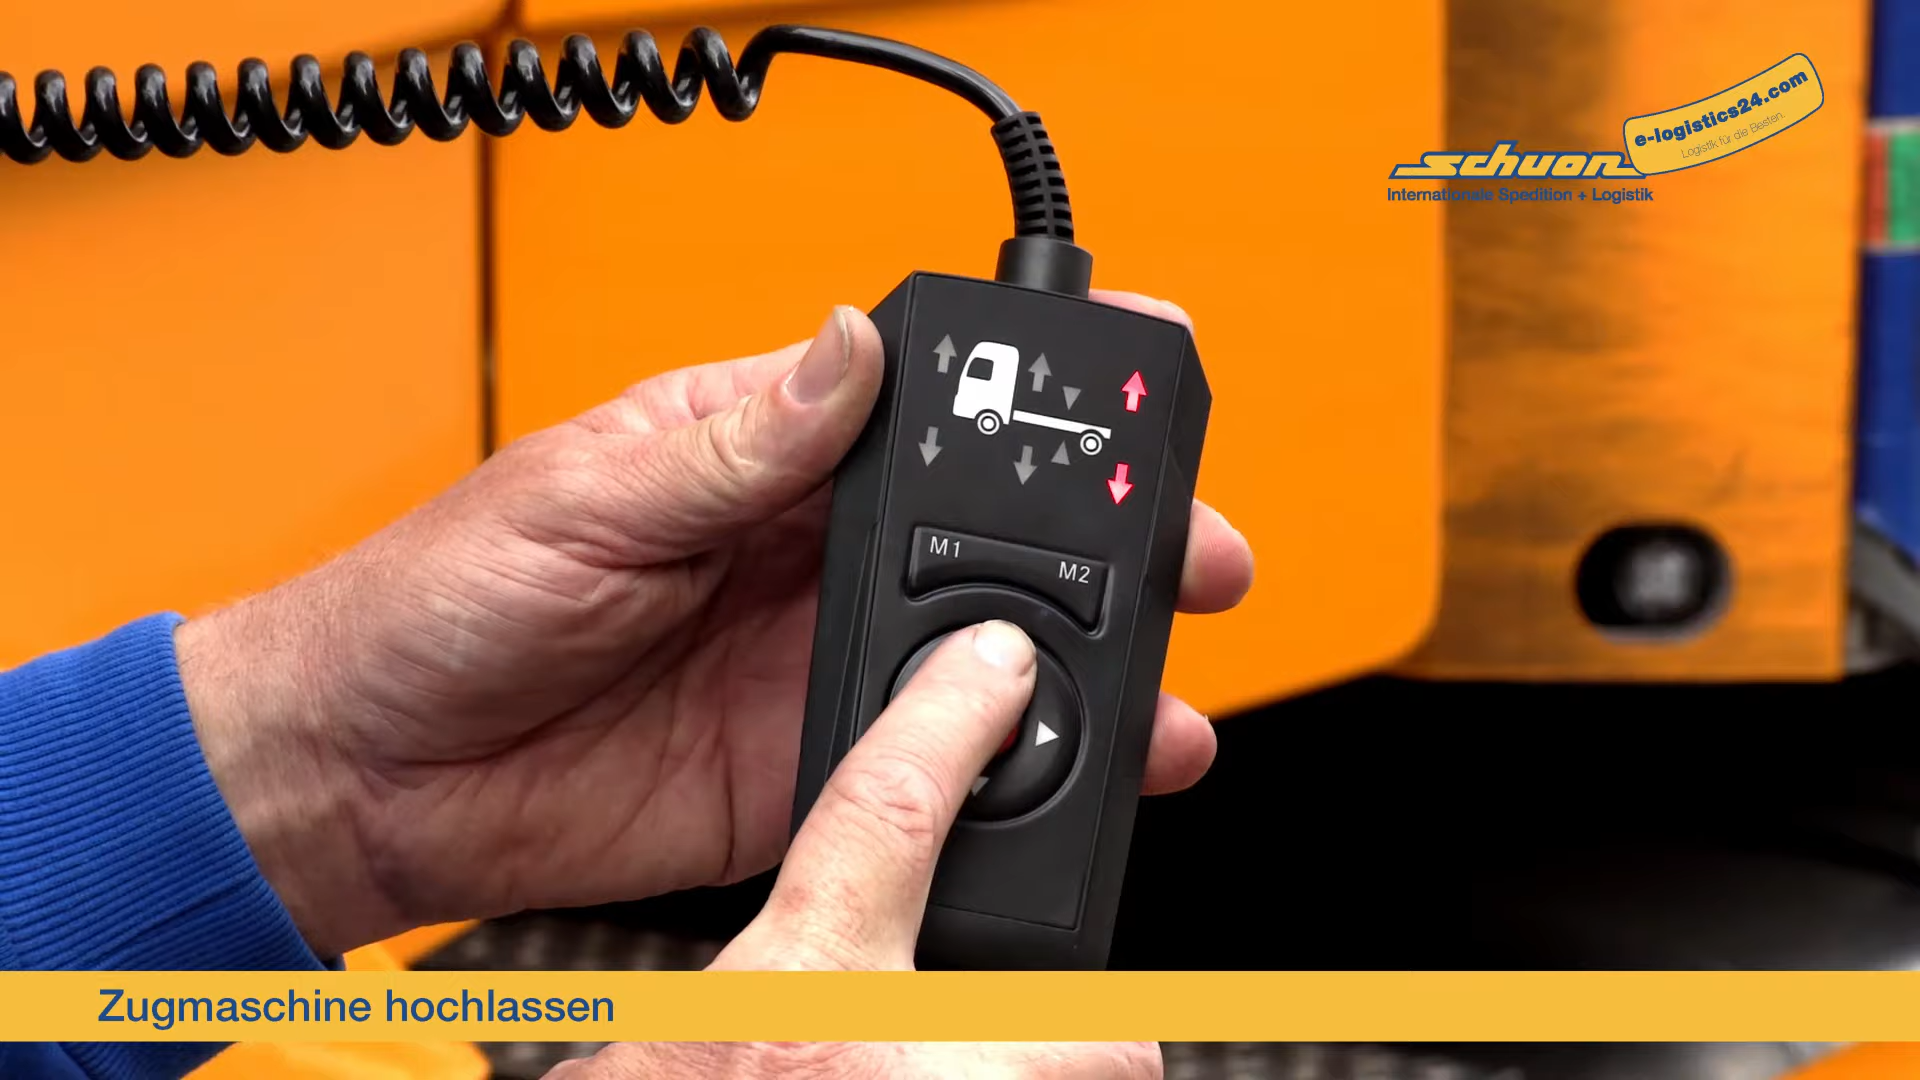 e-logistics24.com
Logistik für die Besten.
schuon
Internationale Spedition + Logistik
M1
M2
Zugmaschine hochlassen